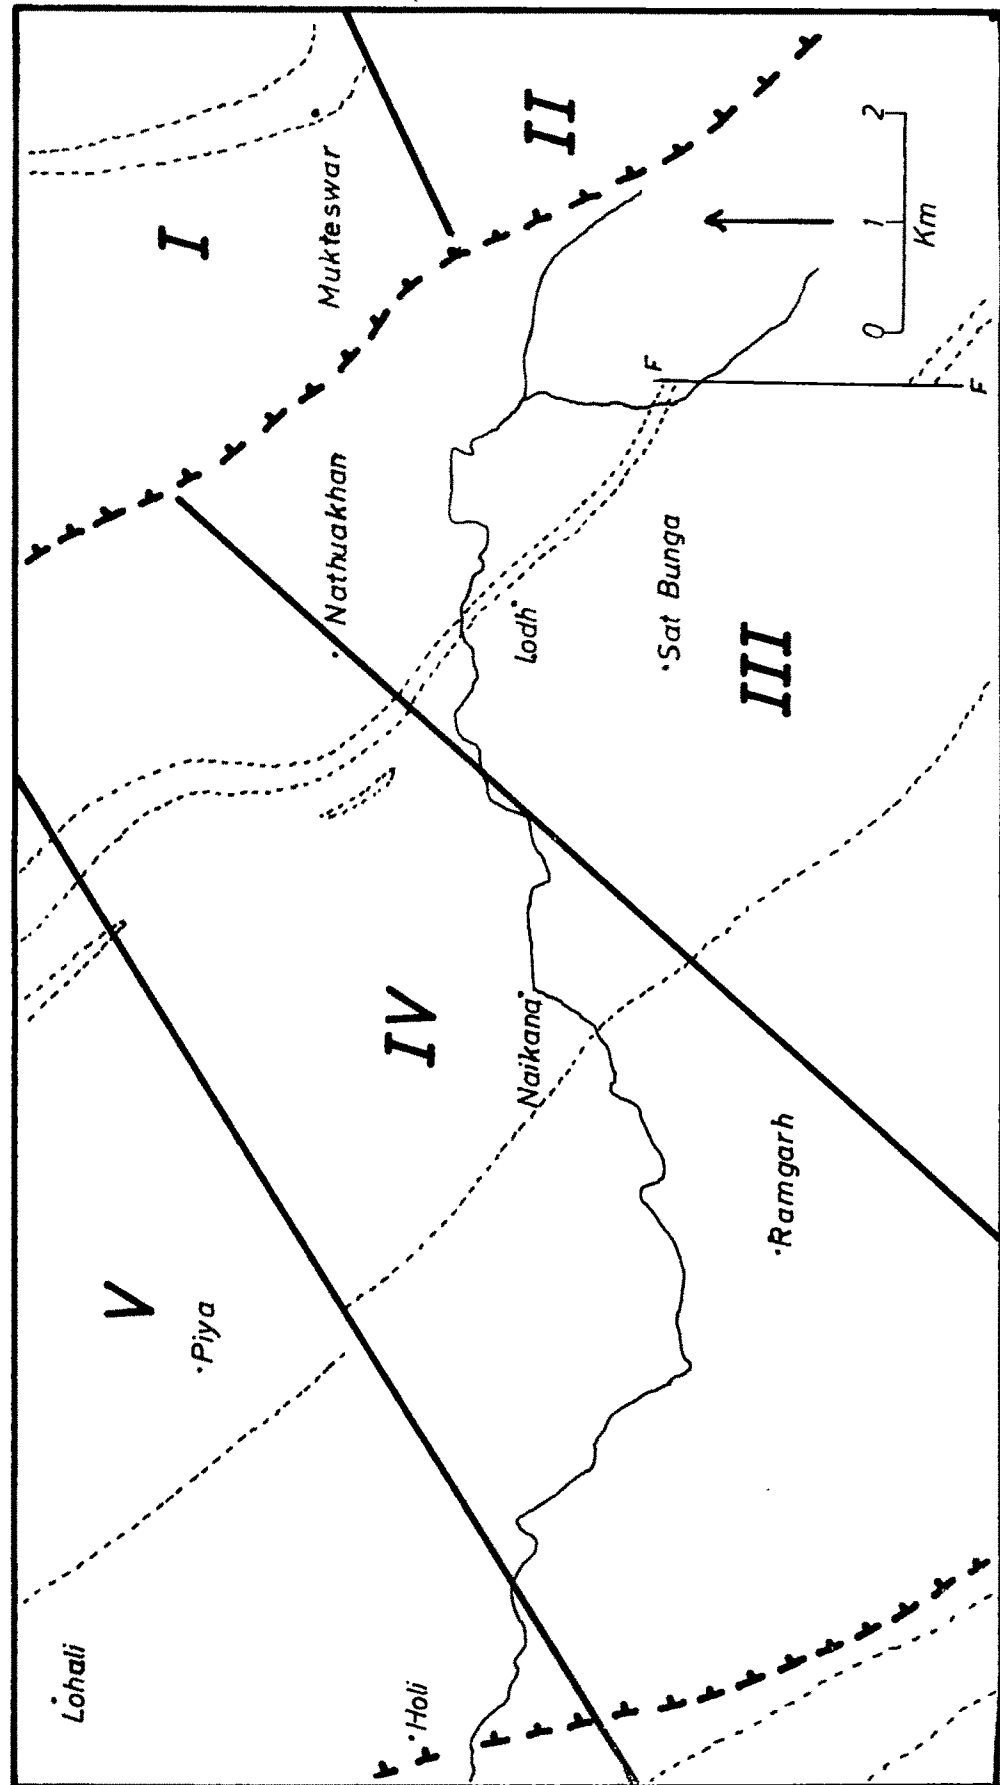 I
Mukteswar
II
Nathuakhan
F
2
1
Km
0
F
Lodh
Sat Bunga
III
IV
Naikana
V
Piya
Ramgarh
Lohali
Holi